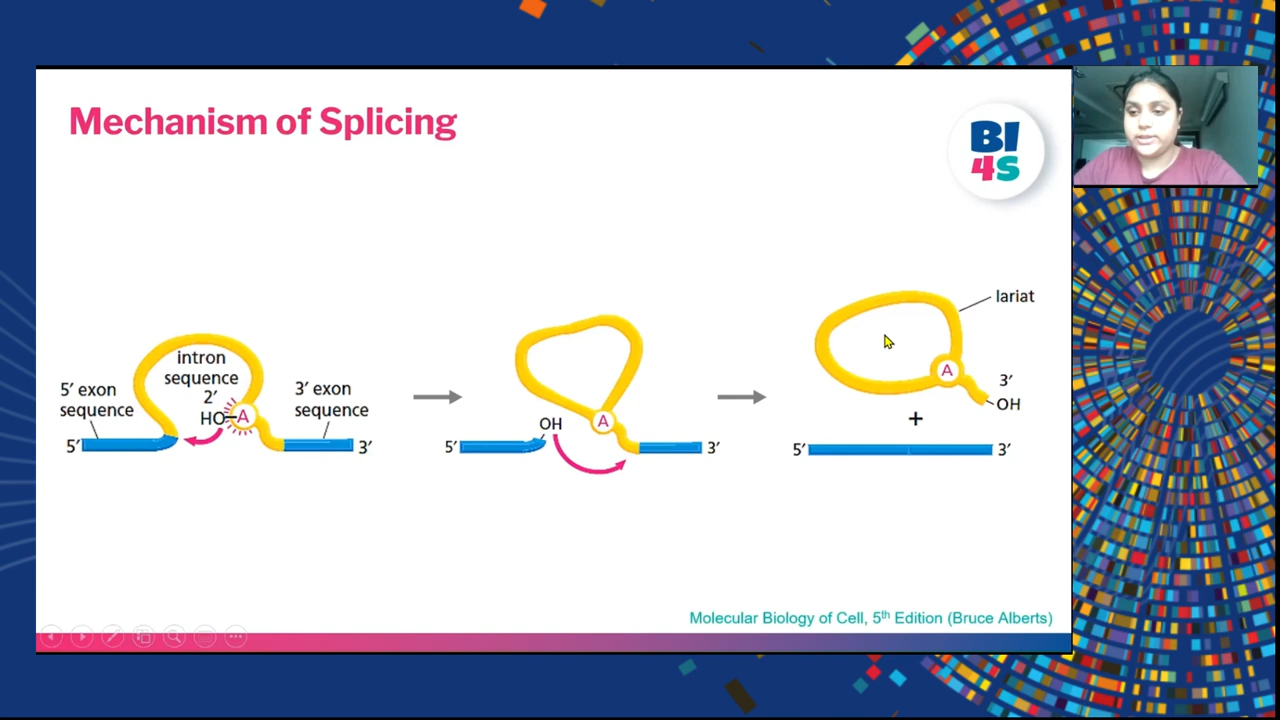 Mechanism of Splicing
BI
4S
5′ exon
sequence
intron
sequence
2′
HO
A
3′ exon
sequence
5′
3′
OH
A
5′
3′
lariat
A
3′
OH
+
5′
3′
Molecular Biology of Cell, 5th Edition (Bruce Alberts)